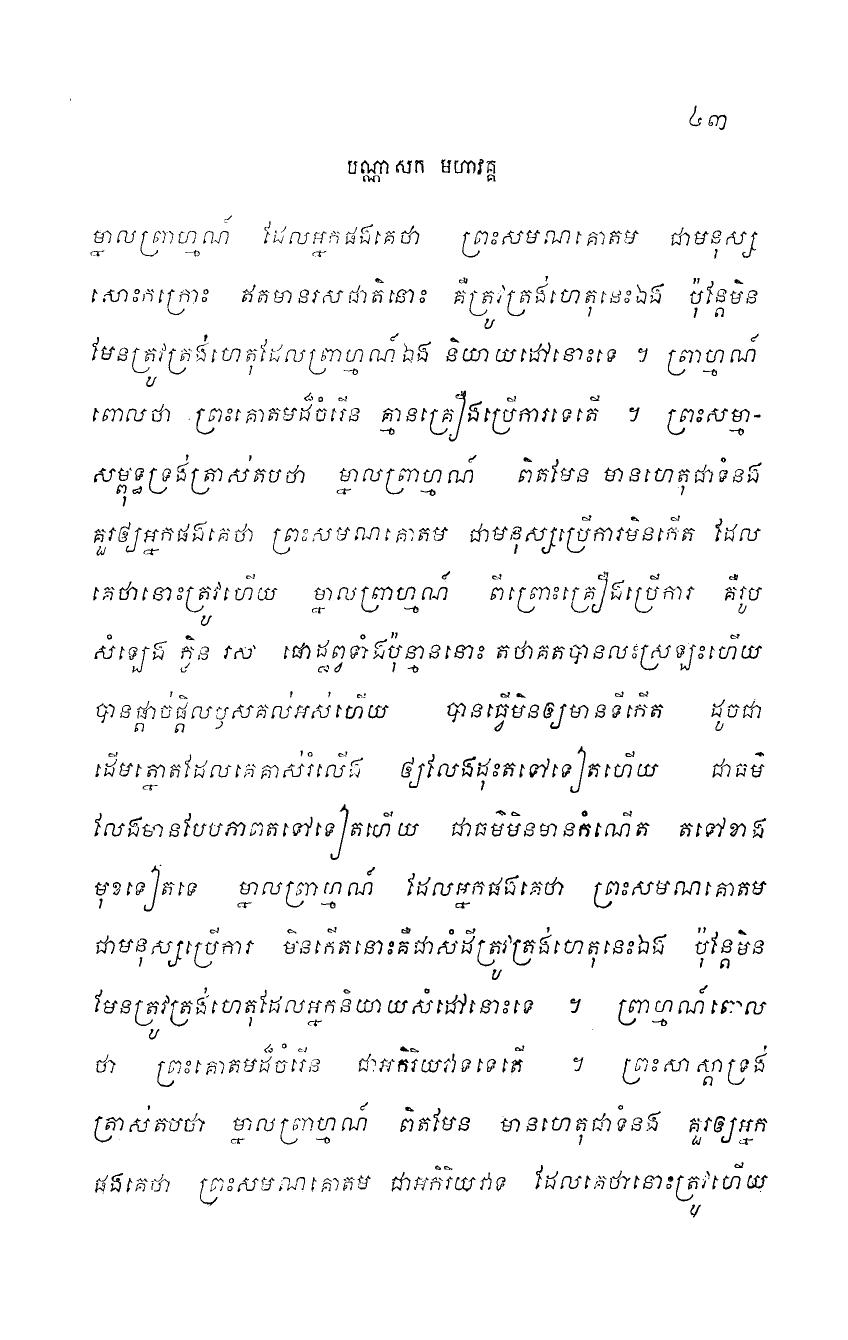 ៤៣
បណ្ណាសក មហាវគ្គ
ម្នាលព្រាហ្មណ៍ ដែលអ្នកផងគេថា ព្រះសមណគោតម ជាមនុស្ស
សោះកក្រោះ ឥតមានរសជាតិនោះ គឺត្រូវត្រង់ហេតុនេះឯង ប៉ុន្តែមិន
មែនត្រូវត្រង់ហេតុដែលព្រាហ្មណ៍ឯង និយាយដៅនោះទេ ។ ព្រាហ្មណ៍
ពោលថា ព្រះគោតមដ៏ចំរើន គ្មានគ្រឿងប្រើការទេតើ ។ ព្រះសម្មា-
សម្ពុទ្ធទ្រង់ត្រាស់តបថា ម្នាលព្រាហ្មណ៍ ពិតមែន មានហេតុជាទំនង
គួរឲ្យអ្នកផងគេថា ព្រះសមណគោតម ជាមនុស្សប្រើការមិនកើត ដែល
គេថានោះត្រូវហើយ ម្នាលព្រាហ្មណ៍ ពីព្រោះគ្រឿងប្រើការ គឺរូប
សំឡេង ក្លិន រស ផោដ្ឋព្វទាំងប៉ុន្មាននោះ តថាគតបានលះស្រឡះហើយ
បានផ្តាច់ផ្តិលឫសគល់អស់ហើយ បានធ្វើមិនឲ្យមានទីកើត ដូចជា
ដើមត្នោតដែលគេគាស់រំលើង ឲ្យលែងដុះតទៅទៀតហើយ ជាធម៌
លែងមានបែបភាពតទៅទៀតហើយ ជាធម៌មិនមានកំណើត តទៅខាង
មុខទៀតទេ ម្នាលព្រាហ្មណ៍ ដែលអ្នកផងគេថា ព្រះសមណគោតម
ជាមនុស្សប្រើការ មិនកើតនោះគឺជាសំដីត្រូវត្រង់ហេតុនេះឯង ប៉ុន្តែមិន
មែនត្រូវត្រង់ហេតុដែលអ្នកនិយាយសំដៅនោះទេ ។ ព្រាហ្មណ៍ពោល
ថា ព្រះគោតមដ៏ចំរើន ជាអកិរិយវាទទេតើ ។ ព្រះសាស្តាទ្រង់
ត្រាស់តបថា ម្នាលព្រាហ្មណ៍ ពិតមែន មានហេតុជាទំនង គួរឲ្យអ្នក
ផងគេថា ព្រះសមណគោតម ជាអកិរិយវាទ ដែលគេថានោះត្រូវហើយ